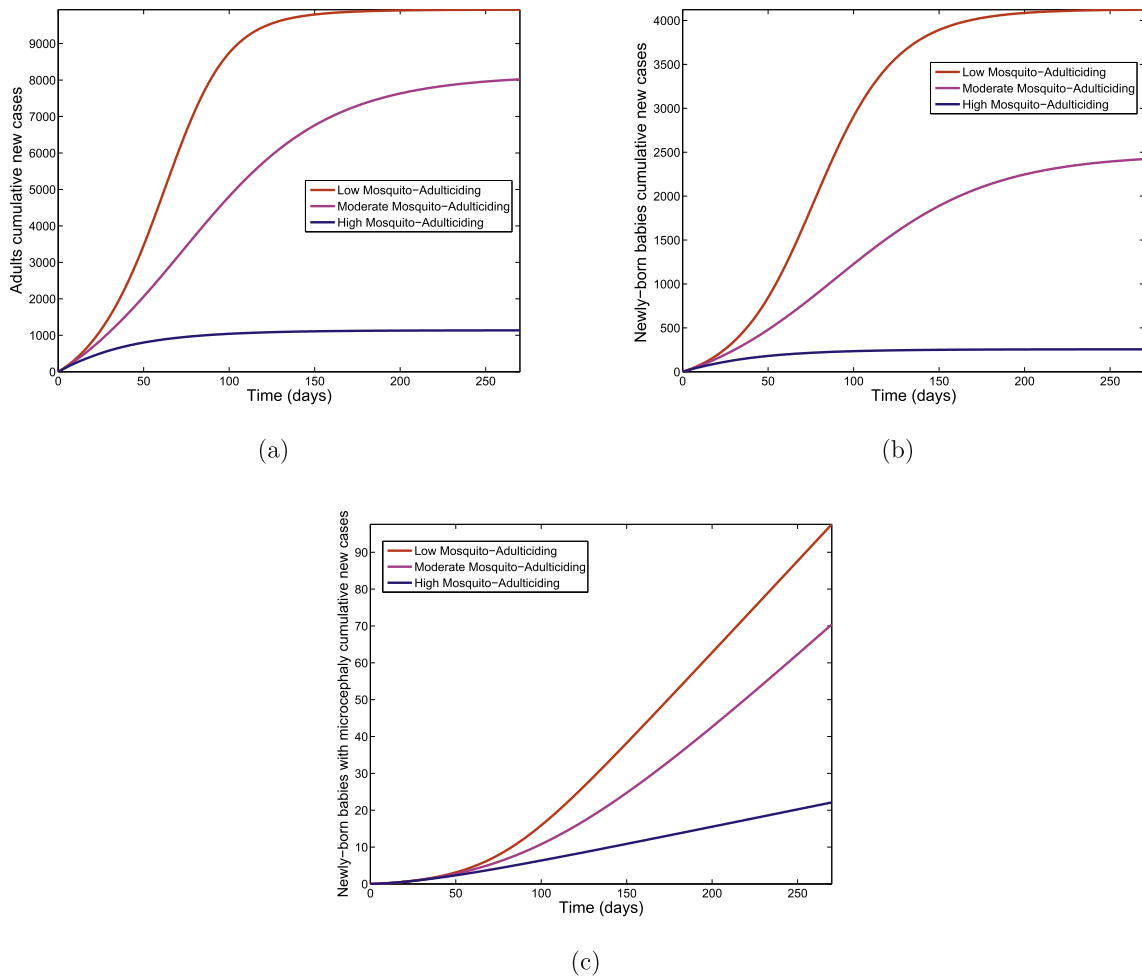 Adults cumulative new cases
9000
8000
7000
6000
5000
4000
3000
2000
1000
0
Low Mosquito−Adulticiding
Moderate Mosquito−Adulticiding
High Mosquito−Adulticiding
0 50 100 150 200 250
Time (days)
(a)
Newly−born babies cumulative new cases
4000
3500
3000
2500
2000
1500
1000
500
0
Low Mosquito−Adulticiding
Moderate Mosquito−Adulticiding
High Mosquito−Adulticiding
0 50 100 150 200 250
Time (days)
(b)
Newly−born babies with microcephaly cumulative new cases
90
80
70
60
50
40
30
20
10
0
Low Mosquito−Adulticiding
Moderate Mosquito−Adulticiding
High Mosquito−Adulticiding
0 50 100 150 200 250
Time (days)
(c)